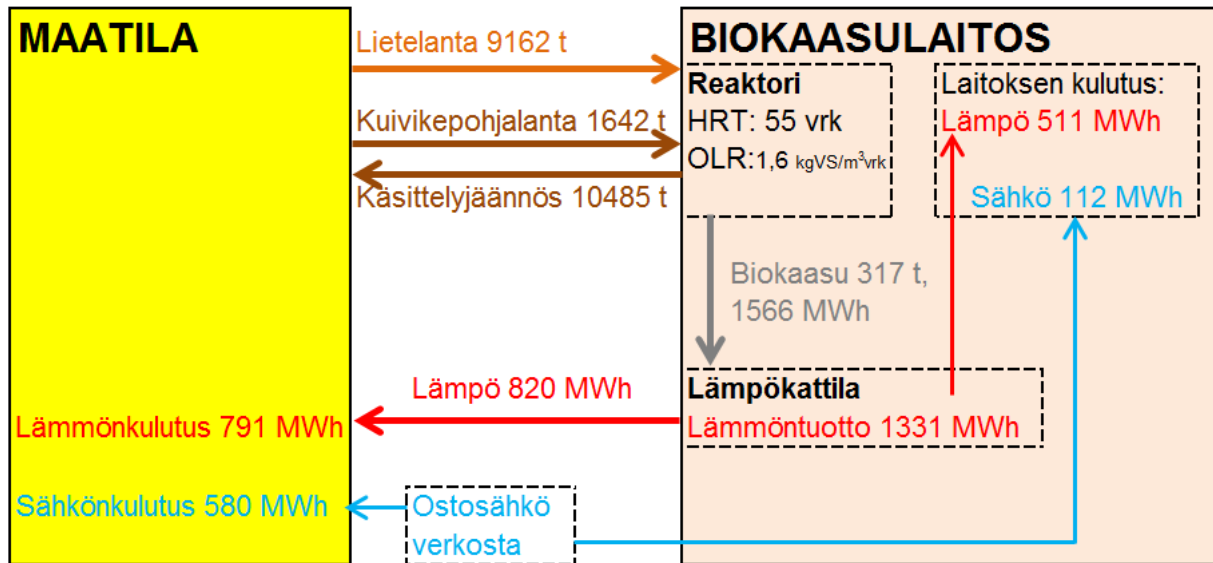 MAATILA
Lietelanta 9162 t
Kuivikepohjalanta 1642 t
Käsittelyjäännös 10485 t
BIOKAASULAITOS
Reaktori
HRT: 55 vrk
OLR:1,6 kgVS/m³vrk
Laitoksen kulutus:
Lämpö 511 MWh
Sähkö 112 MWh
Biokaasu 317 t,
1566 MWh
Lämpö 820 MWh
Lämpökattila
Lämmöntuotto 1331 MWh
Lämmönkulutus 791 MWh
Sähkönkulutus 580 MWh
Ostosähkö
verkosta